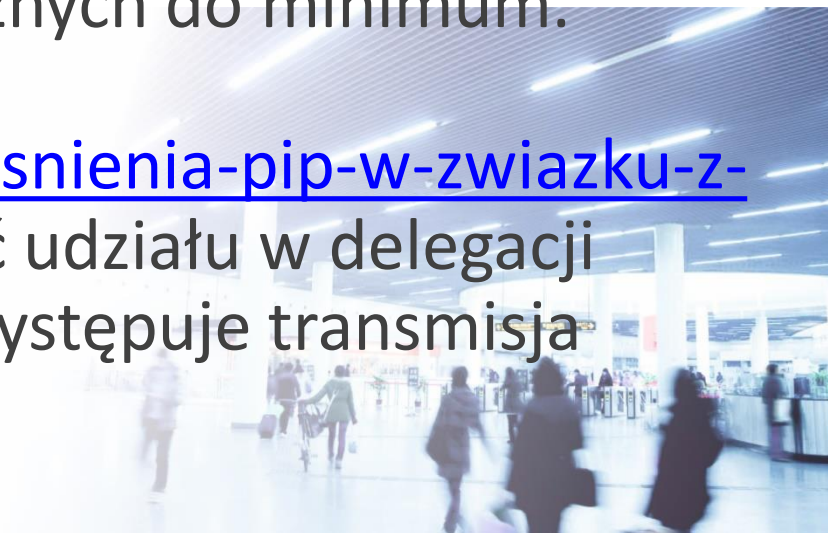 znych do minimum.
snienia-pip-w-zwiazku-z-
ć udziału w delegacji
ystępuje transmisja